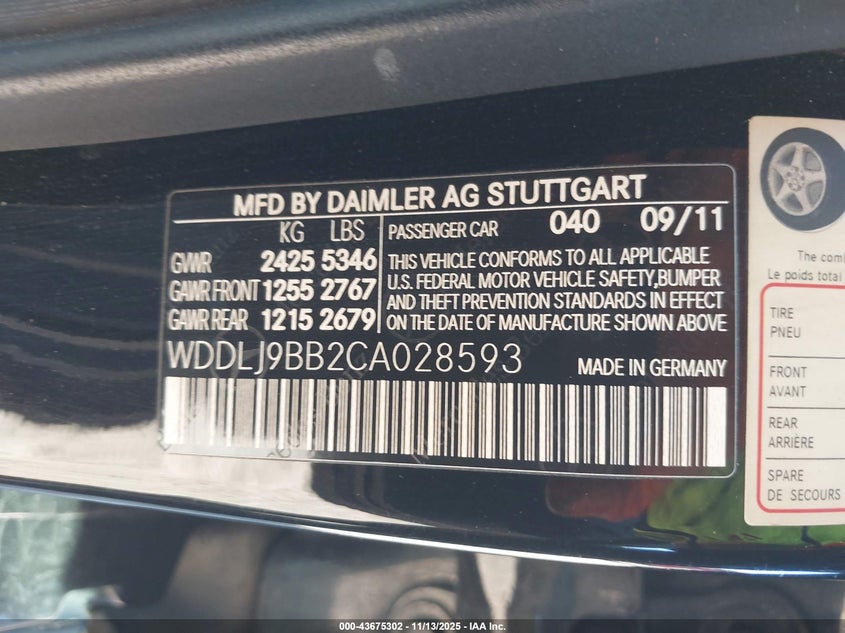 MFD BY DAIMLER AG STUTTGART
KG LBS
GVWR 2425 5346
GAWR FRONT 1255 2767
GAWR REAR 1215 2679
PASSENGER CAR 040 09/11
THIS VEHICLE CONFORMS TO ALL APPLICABLE
U.S. FEDERAL MOTOR VEHICLE SAFETY,BUMPER
AND THEFT PREVENTION STANDARDS IN EFFECT
ON THE DATE OF MANUFACTURE SHOWN ABOVE
WDDLJ9BB2CA028593 MADE IN GERMANY
The
Le poids total
TIRE
PNEU
FRONT
AVANT
REAR
ARRIÈRE
SPARE
DE SECOURS
000-43675302 - 11/13/2025 - IAA Inc.